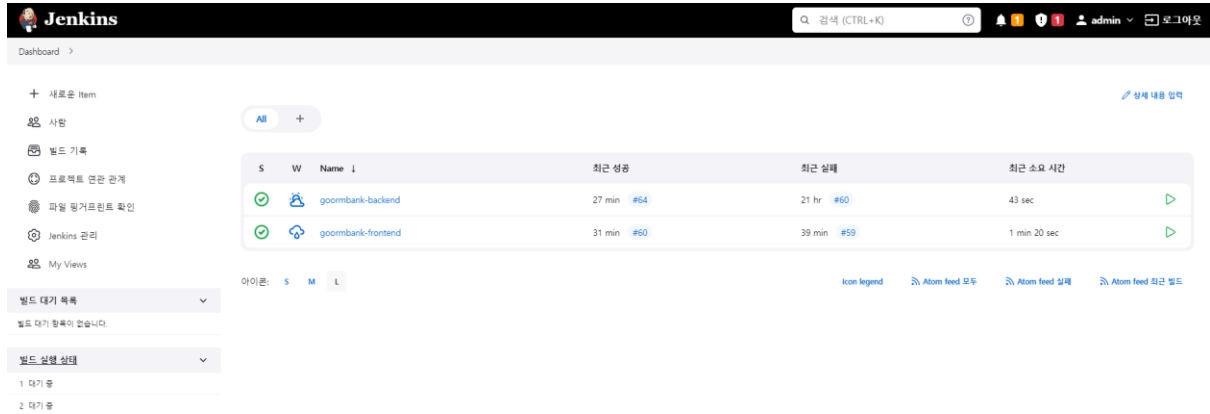 Jenkins
검색 (CTRL+K)
1
1
admin
로그아웃
Dashboard
새로운 Item
사람
빌드 기록
프로젝트 연관 관계
파일 핑거프린트 확인
Jenkins 관리
My Views
빌드 대기 목록
빌드 대기 항목이 없습니다.
빌드 실행 상태
1 대기 중
2 대기 중
상세 내용 입력
All +
S W Name ↓ 최근 성공 최근 실패 최근 소요 시간
goormbank-backend 27 min #64 21 hr #60 43 sec
goormbank-frontend 31 min #60 39 min #59 1 min 20 sec
아이콘: S M L
Icon legend
Atom feed 모두
Atom feed 실패
Atom feed 최근 빌드